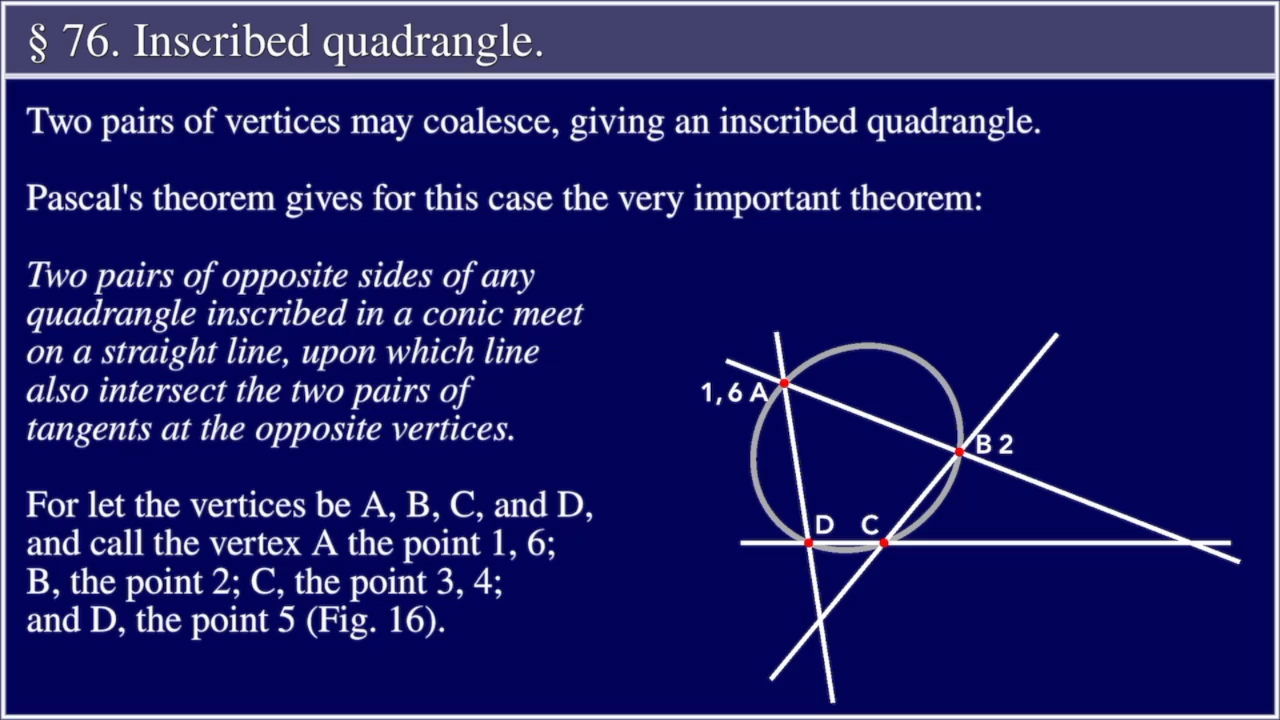 § 76. Inscribed quadrangle.
Two pairs of vertices may coalesce, giving an inscribed quadrangle.
Pascal's theorem gives for this case the very important theorem:
Two pairs of opposite sides of any
quadrangle inscribed in a conic meet
on a straight line, upon which line
also intersect the two pairs of
tangents at the opposite vertices.
For let the vertices be A, B, C, and D,
and call the vertex A the point 1, 6;
B, the point 2; C, the point 3, 4;
and D, the point 5 (Fig. 16).
1, 6 A
B 2
D C